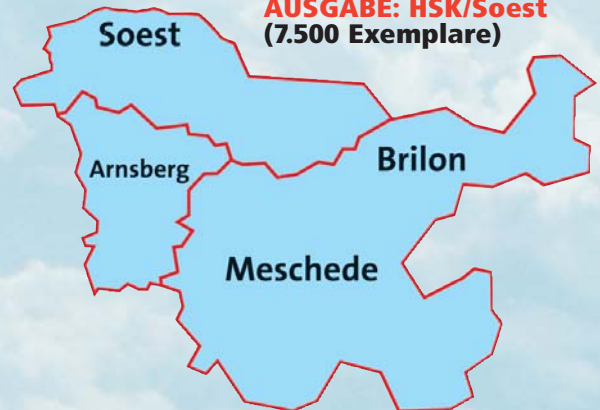 AUSGABE: HSK/Soest
(7.500 Exemplare)
Soest
Arnsberg
Brilon
Meschede